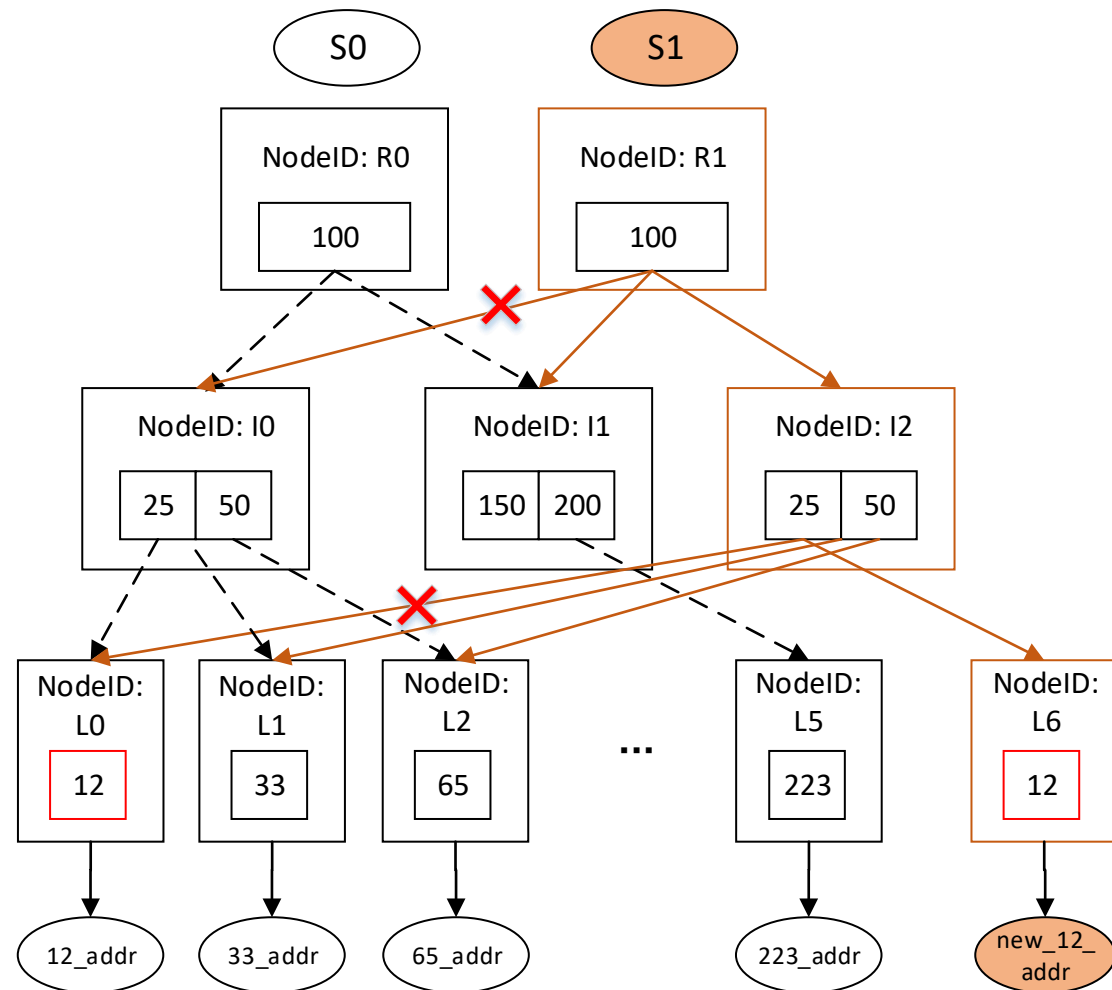 S0
S1
NodeID: R0
NodeID: R1
100
100
NodeID: I0
NodeID: I1
NodeID: I2
25 50
150 200
25 50
NodeID:
L0
NodeID:
L1
NodeID:
L2
...
NodeID:
L5
NodeID:
L6
12
33
65
223
12
12_addr
33_addr
65_addr
223_addr
new_12_
addr